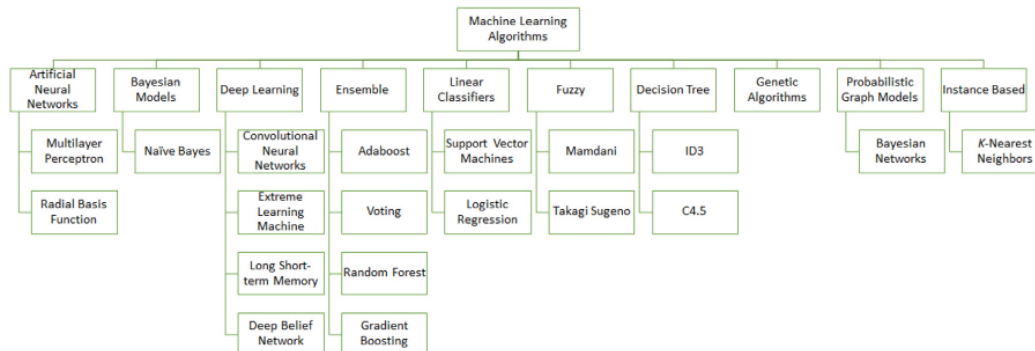 Machine Learning
Algorithms
Artificial
Neural
Networks
Bayesian
Models
Deep Learning
Ensemble
Linear
Classifiers
Fuzzy
Decision Tree
Genetic
Algorithms
Probabilistic
Graph Models
Instance Based
Multilayer
Perceptron
Naïve Bayes
Convolutional
Neural
Networks
Adaboost
Support Vector
Machines
Mamdani
ID3
Bayesian
Networks
K-Nearest
Neighbors
Radial Basis
Function
Extreme
Learning
Machine
Voting
Logistic
Regression
Takagi Sugeno
C4.5
Long Short-
term Memory
Random Forest
Deep Belief
Network
Gradient
Boosting